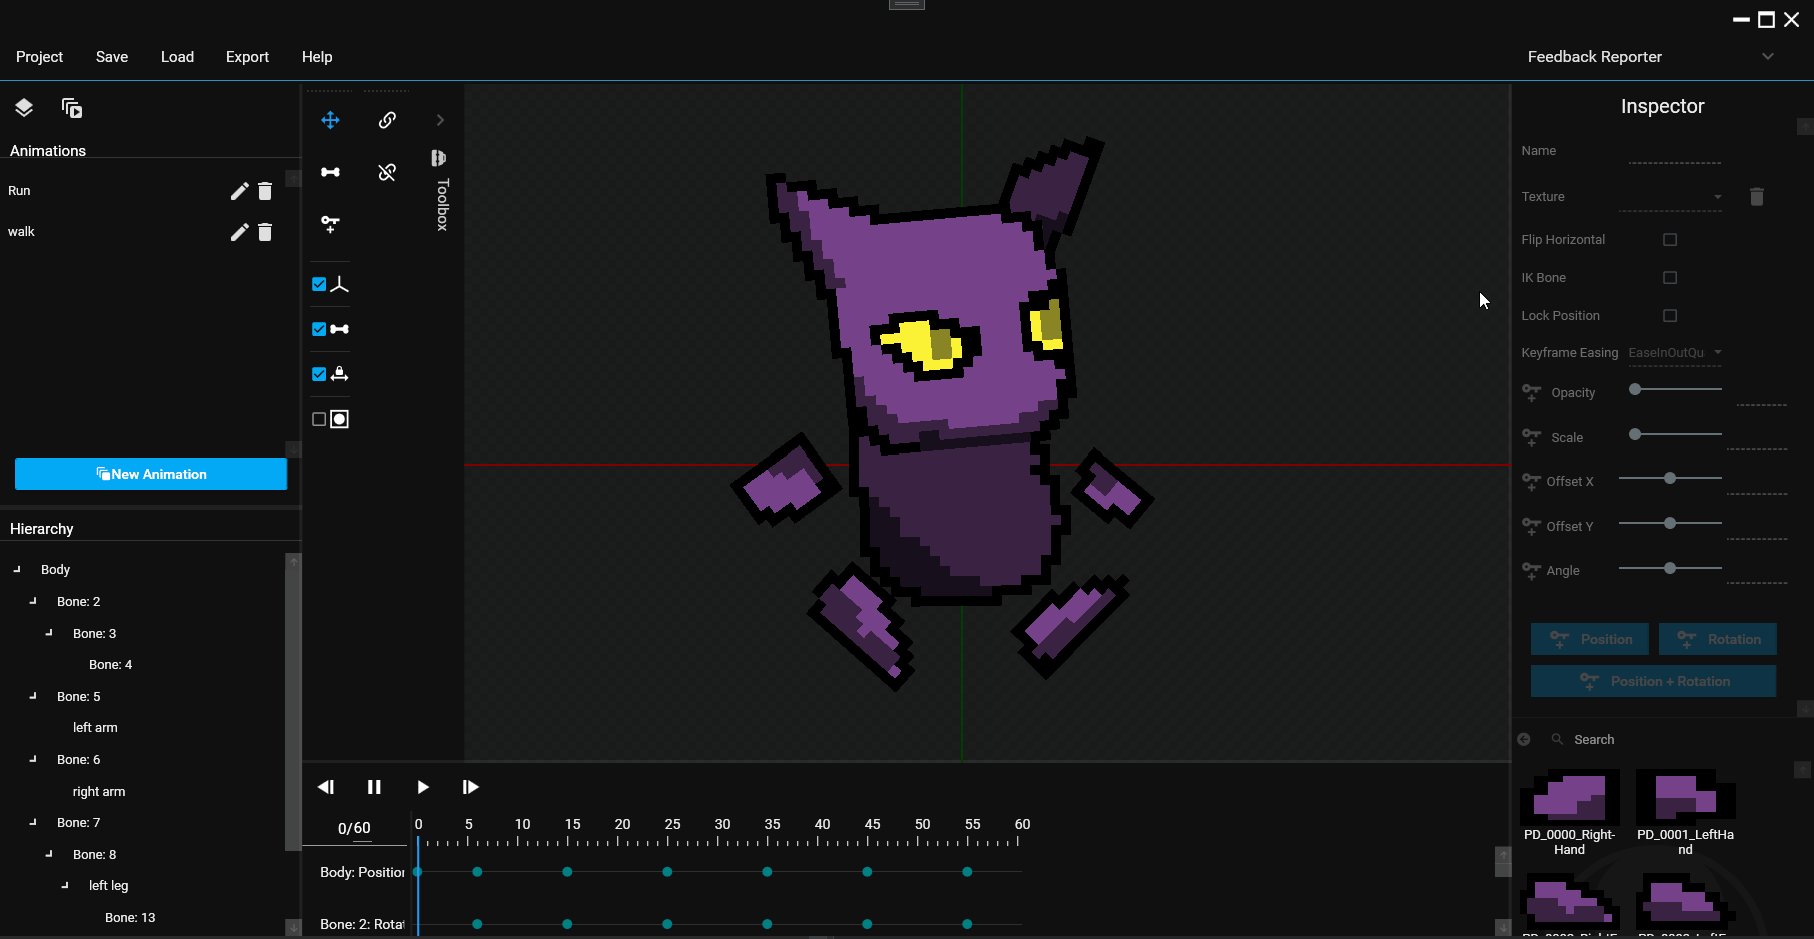 Project Save Load Export Help
Feedback Reporter
Animations
Run
walk
New Animation
Hierarchy
Body
Bone: 2
Bone: 3
Bone: 4
Bone: 5
left arm
Bone: 6
right arm
Bone: 7
Bone: 8
left leg
Bone: 13
Toolbox
0/60
0 5 10 15 20 25 30 35 40 45 50 55 60
Body: Position
Bone: 2: Rota
Inspector
Name
Texture
Flip Horizontal
IK Bone
Lock Position
Keyframe Easing EaseInOutQu
Opacity
Scale
Offset X
Offset Y
Angle
Position Rotation
Position + Rotation
Search
PD_0000_Right-
Hand
PD_0001_LeftHa
nd